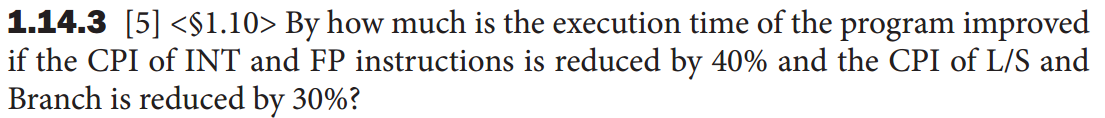 1.14.3 [5] <§1.10> By how much is the execution time of the program improved
if the CPI of INT and FP instructions is reduced by 40% and the CPI of L/S and
Branch is reduced by 30%?